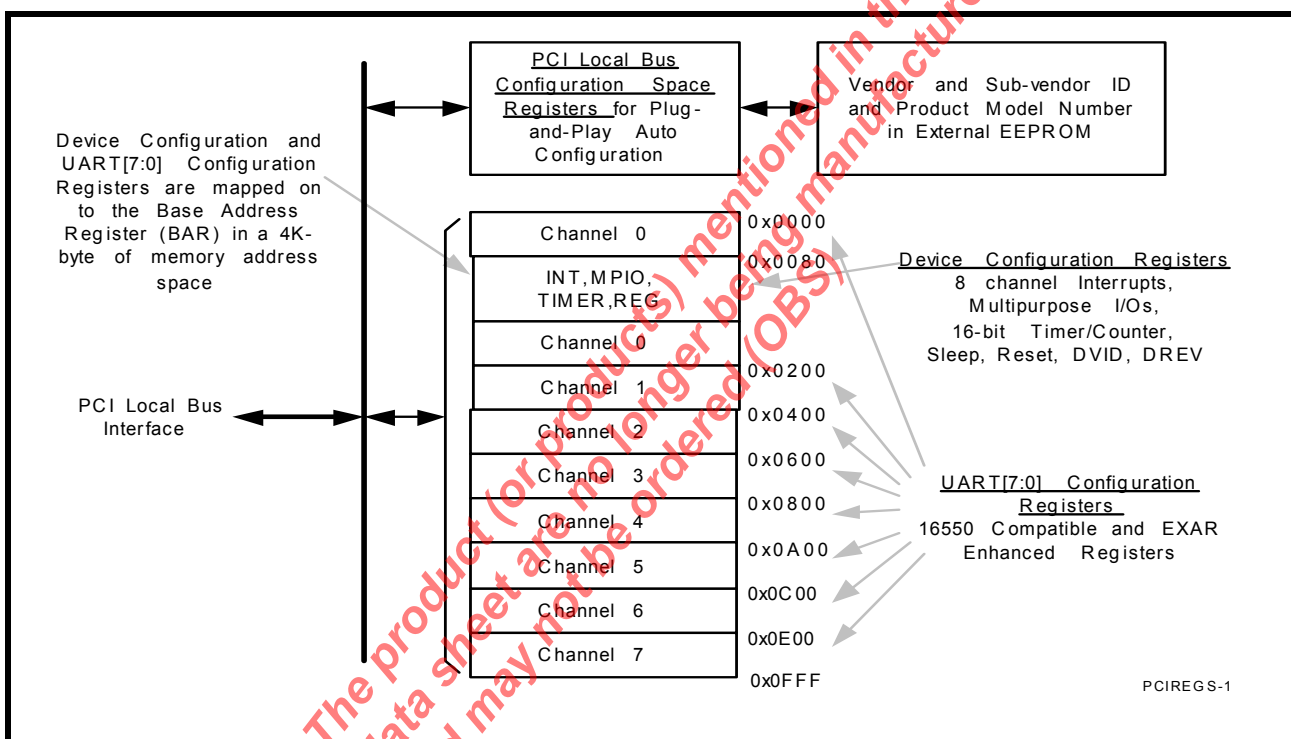 PCI Local Bus
Configuration Space
Registers for Plug-
and-Play Auto
Configuration
Vendor and Sub-vendor ID
and Product Model Number
in External EEPROM
Device Configuration and
UART[7:0] Configuration
Registers are mapped on
to the Base Address
Register (BAR) in a 4K-
byte of memory address
space
Channel 0
0x0000
INT,MPIO,
TIMER,REG
0x0080
Channel 0
Channel 1
0x0200
Channel 2
0x0400
Channel 3
0x0600
Channel 4
0x0800
Channel 5
0x0A00
Channel 6
0x0C00
Channel 7
0x0E00
0x0FFF
Device Configuration Registers
8 channel Interrupts,
Multipurpose I/Os,
16-bit Timer/Counter,
Sleep, Reset, DVID, DREV
PCI Local Bus
Interface
UART[7:0] Configuration
Registers
16550 Compatible and EXAR
Enhanced Registers
PCIREGS-1
The product (or products) mentioned in
data sheet are no longer being manufacture
may not be ordered (OBS)